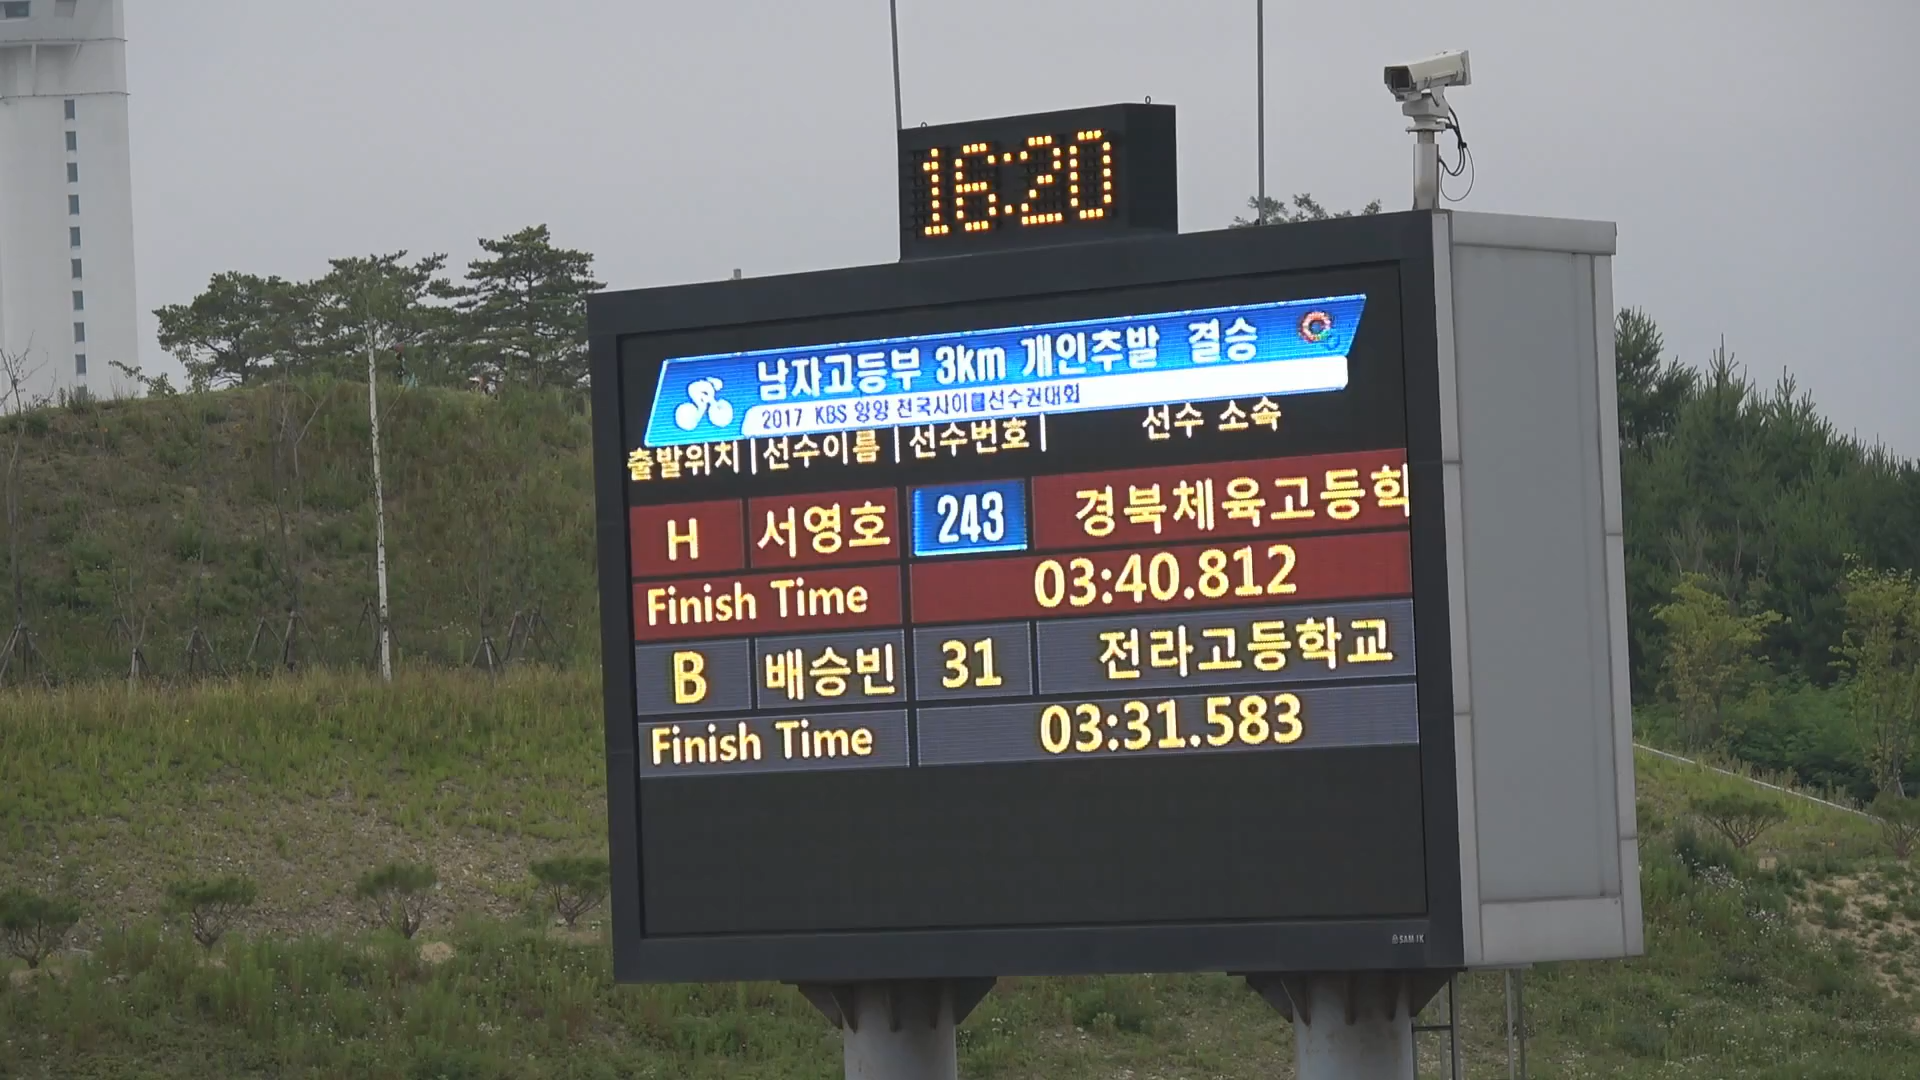 16:20
남자고등부 3km 개인추발 결승
2017 KBS 양양 전국사이클선수권대회
출발위치 | 선수이름 | 선수번호 | 선수 소속
H 서영호 243 경북체육고등학
Finish Time 03:40.812
B 배승빈 31 전라고등학교
Finish Time 03:31.583
SAM IK